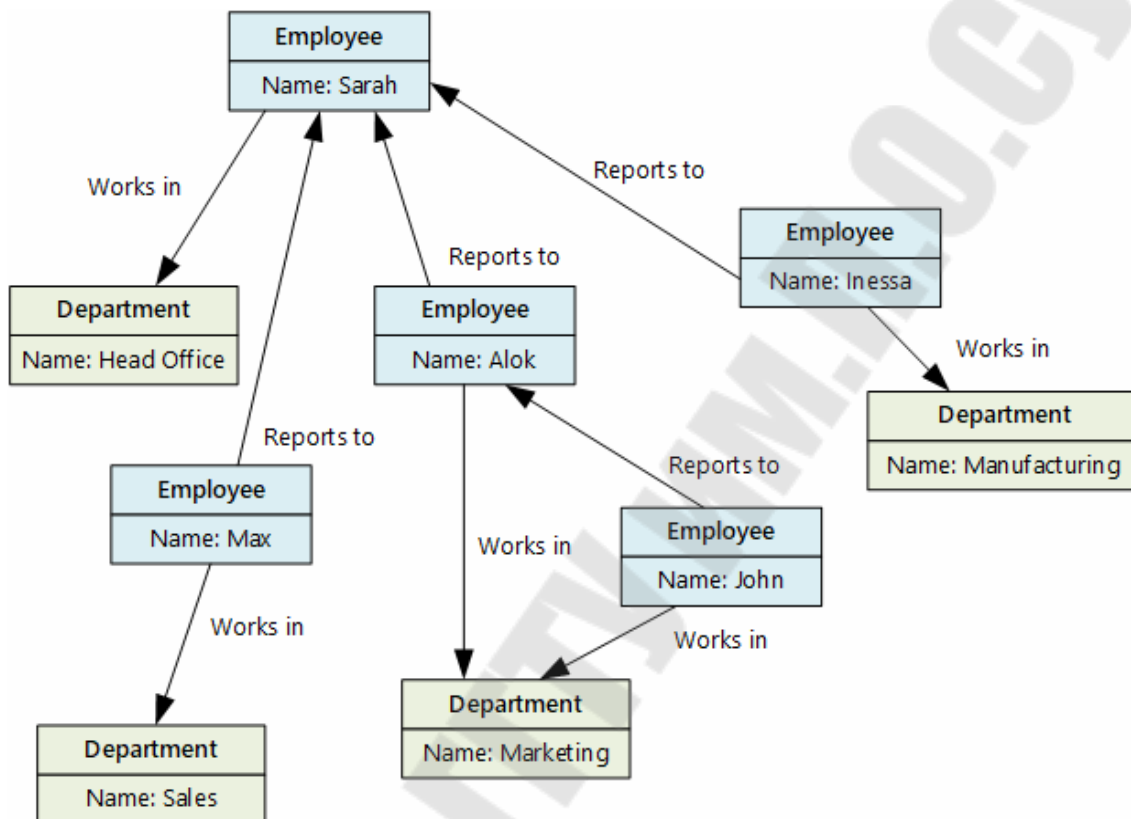 Employee
Name: Sarah
Works in
Reports to
Employee
Name: Inessa
Reports to
Department
Name: Head Office
Employee
Name: Alok
Works in
Department
Name: Manufacturing
Reports to
Employee
Name: Max
Reports to
Employee
Name: John
Works in
Works in
Works in
Department
Name: Marketing
Department
Name: Sales